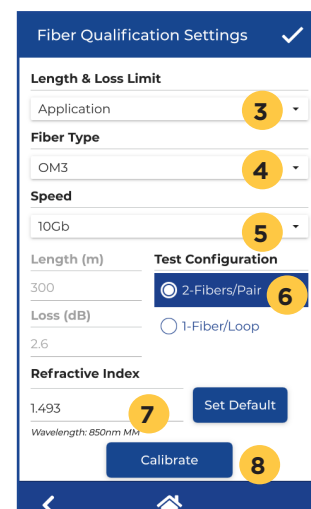 Fiber Qualification Settings
Length & Loss Limit
Application 3
Fiber Type
OM3 4
Speed
10Gb 5
Length (m) Test Configuration
300 2-Fibers/Pair 6
Loss (dB) 1-Fiber/Loop
2.6
Refractive Index
1.493 7 Set Default
Wavelength: 850nm MM
Calibrate 8